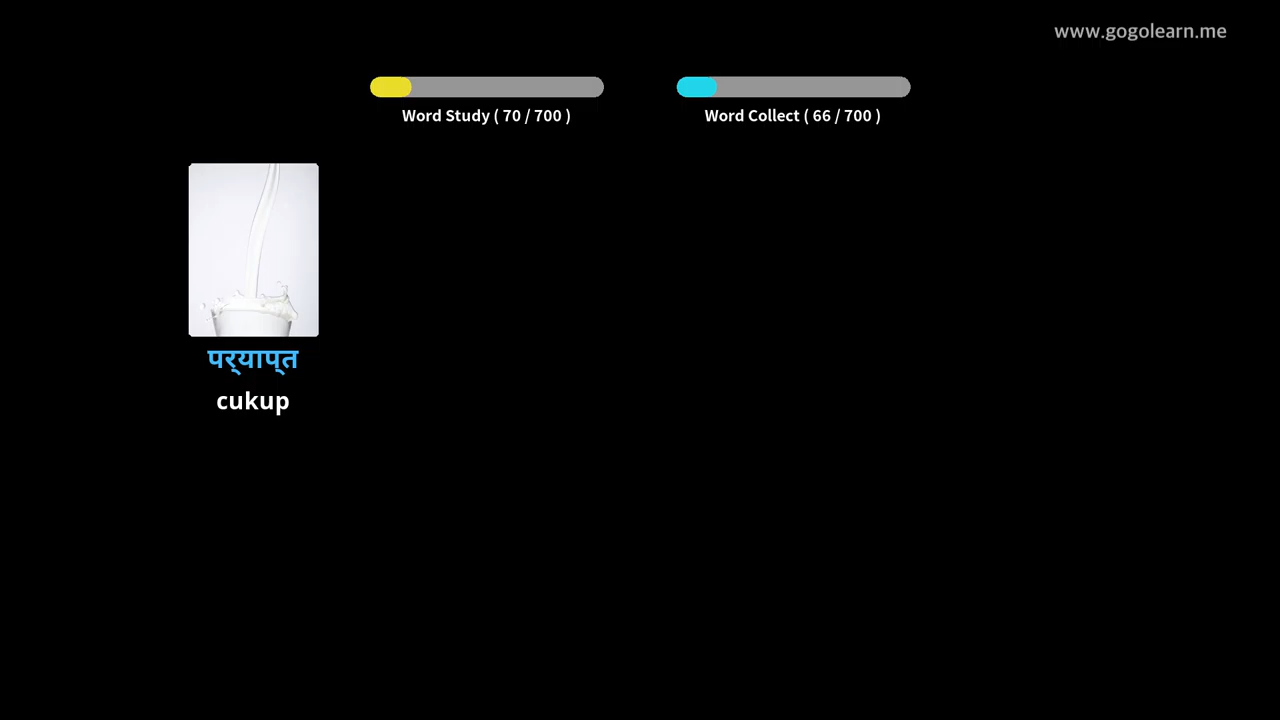 www.gogolearn.me
Word Study ( 70 / 700 )
Word Collect ( 66 / 700 )
पर्याप्त
cukup